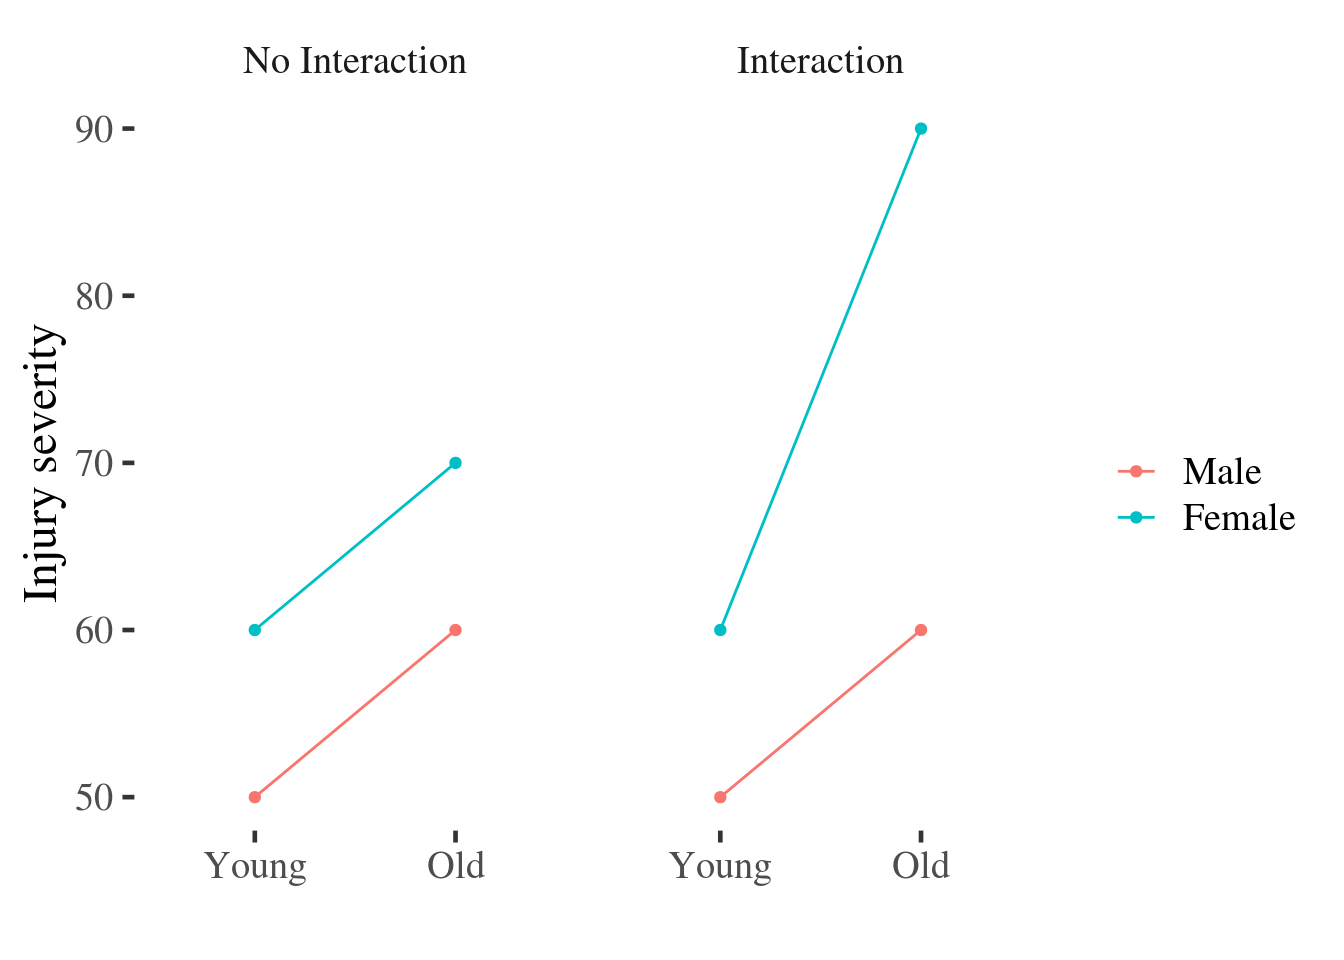 No Interaction
Interaction
90
80
70
60
50
Injury severity
Young
Old
Young
Old
Male
Female